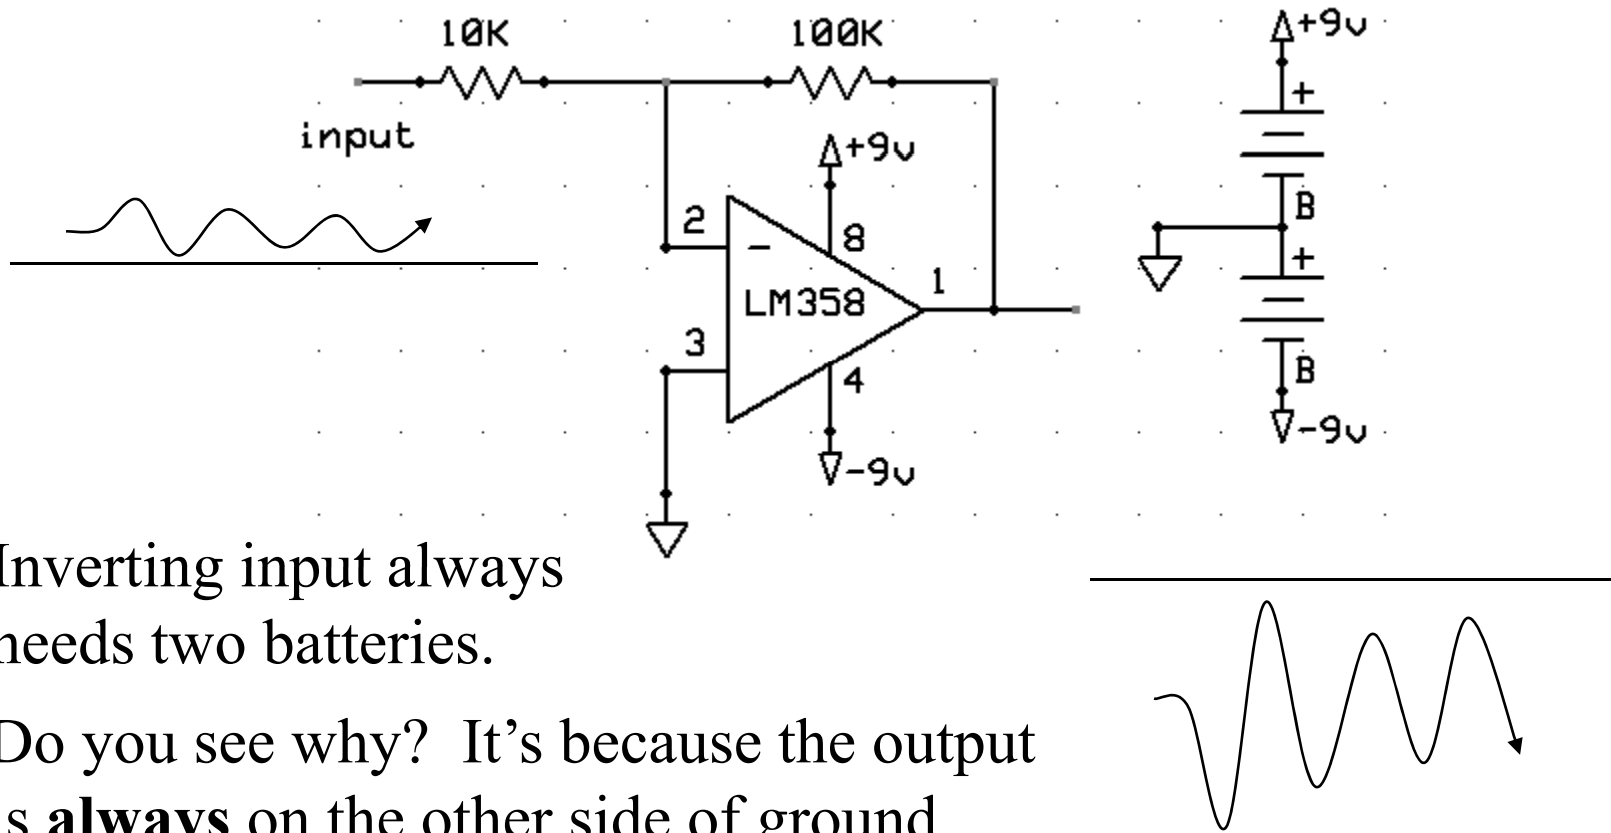 10K
100K
+9v
input
+9v
+
2
8
B
-
1
+
LM358
3
4
B
-9v
-9v
Inverting input always
needs two batteries.
Do you see why? It’s because the output
is always on the other side of ground